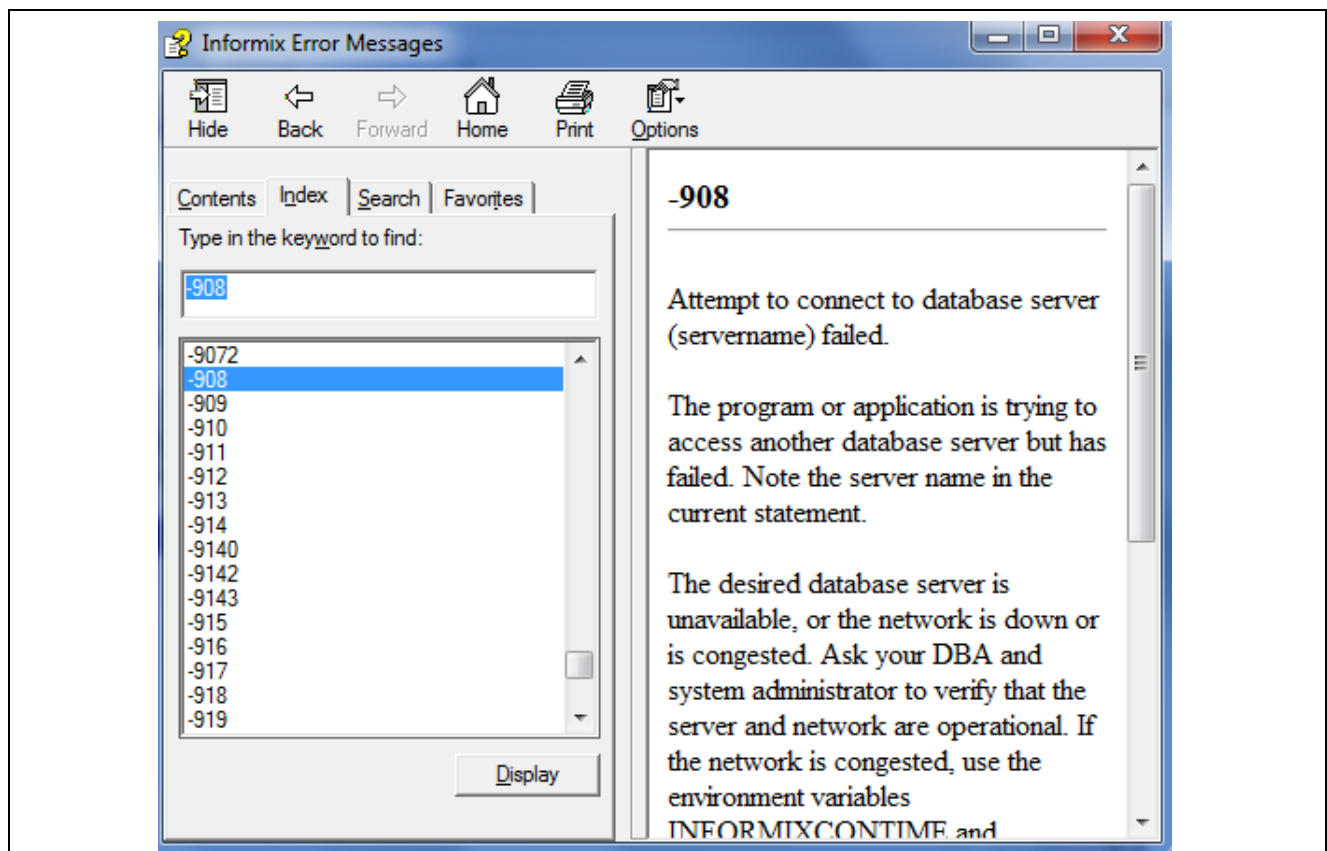 Informix Error Messages
Hide Back Forward Home Print Options
Contents Index Search Favorites
Type in the keyword to find:
-908
-9072
-908
-909
-910
-911
-912
-913
-914
-9140
-9142
-9143
-915
-916
-917
-918
-919
Display
-908
Attempt to connect to database server
(servername) failed.
The program or application is trying to
access another database server but has
failed. Note the server name in the
current statement.
The desired database server is
unavailable, or the network is down or
is congested. Ask your DBA and
system administrator to verify that the
server and network are operational. If
the network is congested, use the
environment variables
INFORMIXCONTIME and